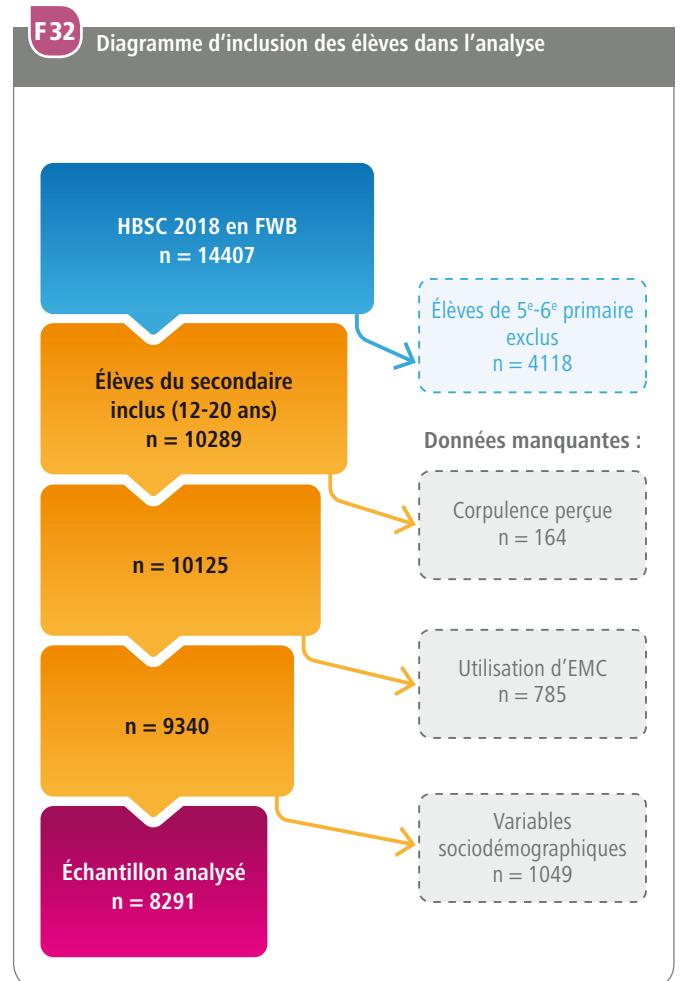 F 32
Diagramme d'inclusion des élèves dans l'analyse
HBSC 2018 en FWB
n = 14407
Élèves de 5e-6e primaire
exclus
n = 4118
Élèves du secondaire
inclus (12-20 ans)
n = 10289
Données manquantes :
Corpulence perçue
n = 164
n = 10125
Utilisation d'EMC
n = 785
n = 9340
Variables
sociodémographiques
n = 1049
Échantillon analysé
n = 8291